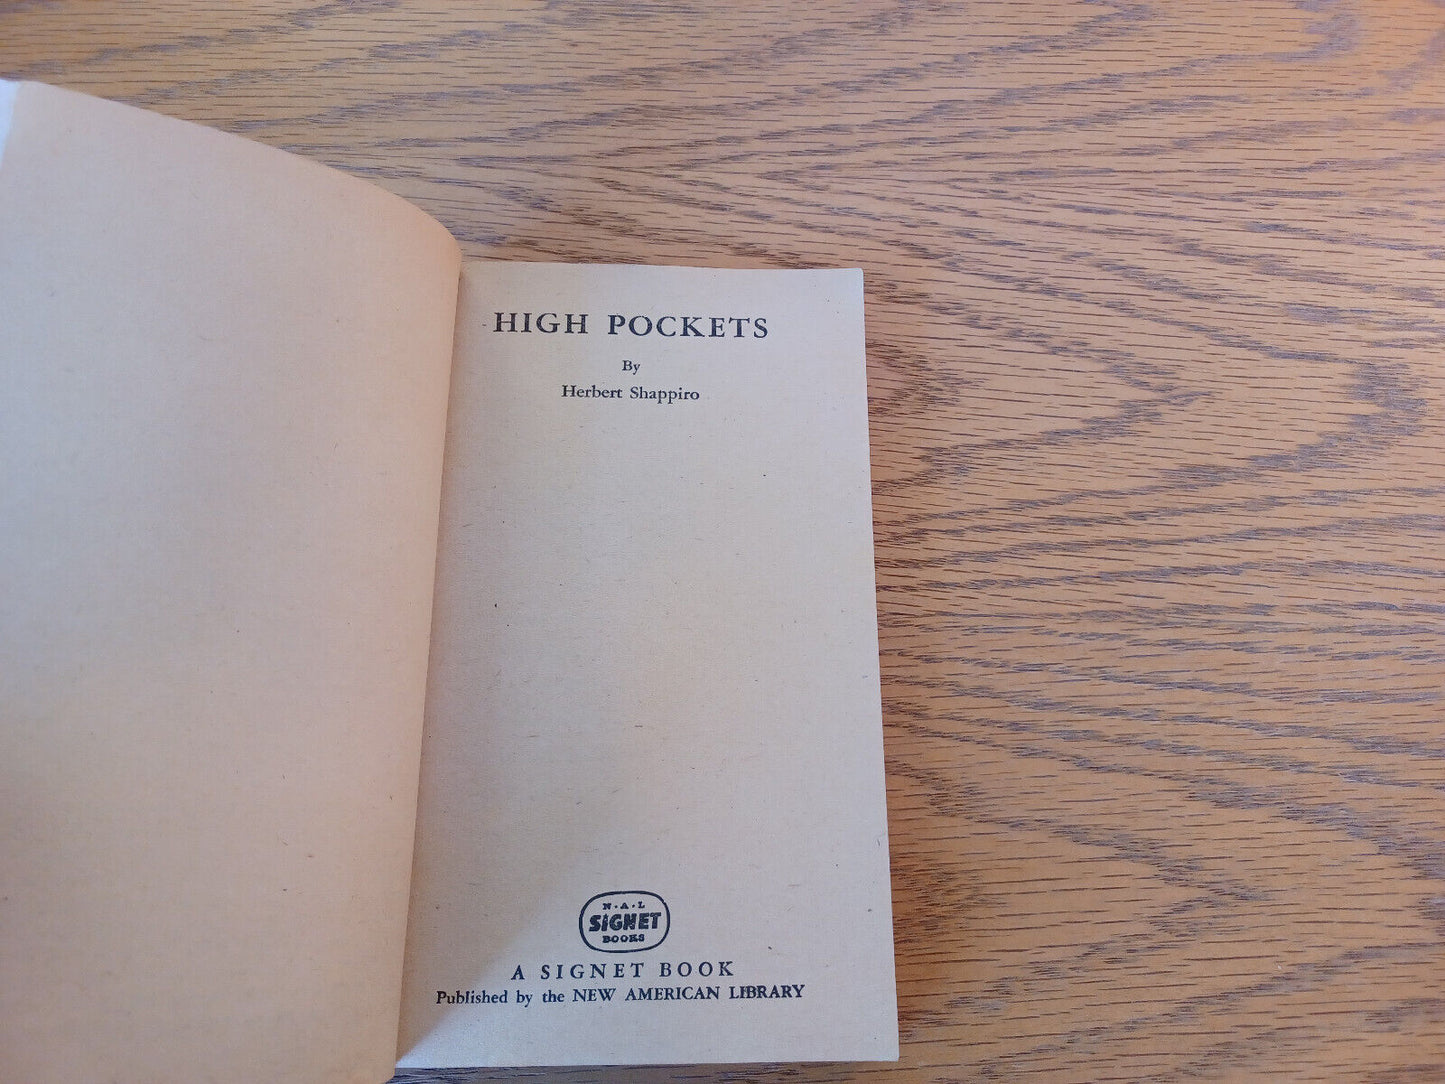 HIGH POCKETS
By
Herbert Shappiro
N·A·L
SIGNET
BOOKS
A SIGNET BOOK
Published by the NEW AMERICAN LIBRARY